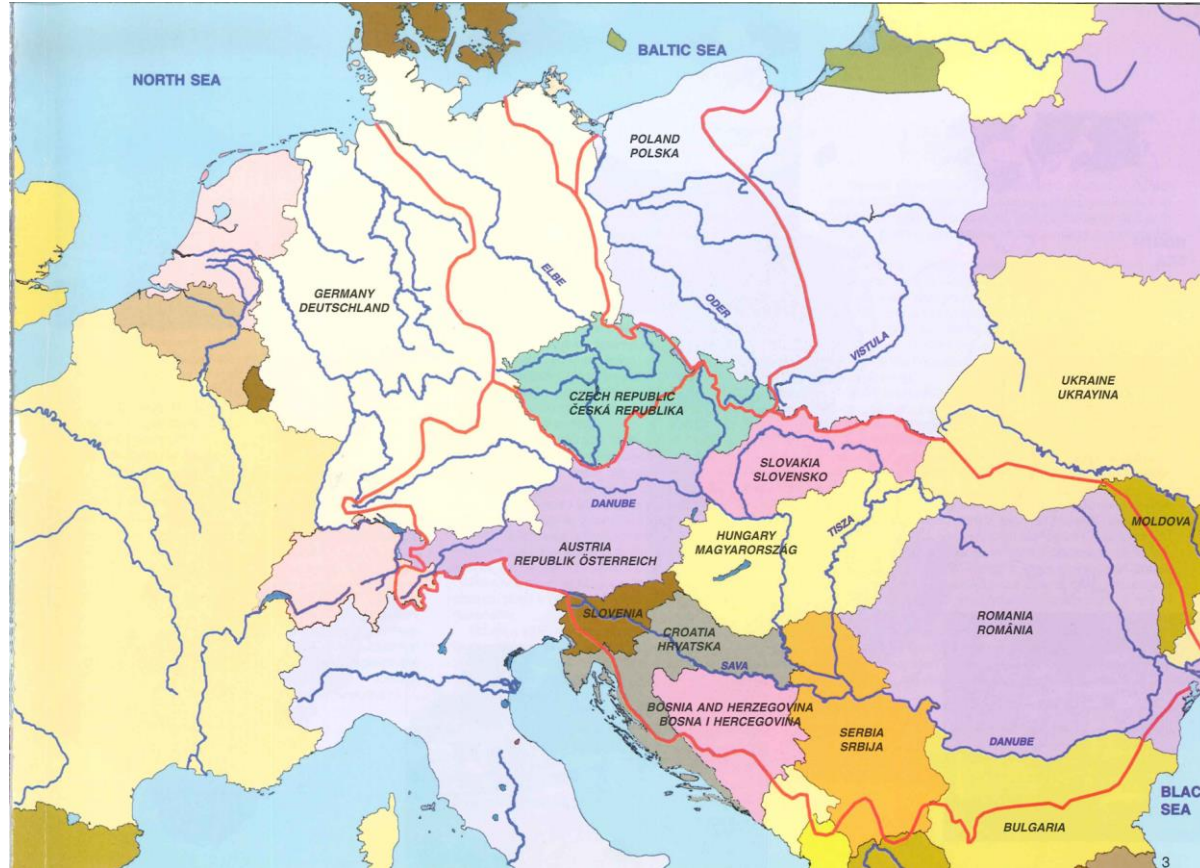 NORTH SEA
BALTIC SEA
POLAND
POLSKA
ELBE
GERMANY
DEUTSCHLAND
ODER
VISTULA
UKRAINE
UKRAYINA
CZECH REPUBLIC
ČESKÁ REPUBLIKA
SLOVAKIA
SLOVENSKO
DANUBE
TISZA
MOLDOVA
HUNGARY
MAGYARORSZÁG
AUSTRIA
REPUBLIK ÖSTERREICH
SLOVENIA
ROMANIA
ROMÂNIA
CROATIA
HRVATSKA
SAVA
BOSNIA AND HERZEGOVINA
BOSNA I HERCEGOVINA
SERBIA
SRBIJA
DANUBE
BLAC
SEA
BULGARIA
3